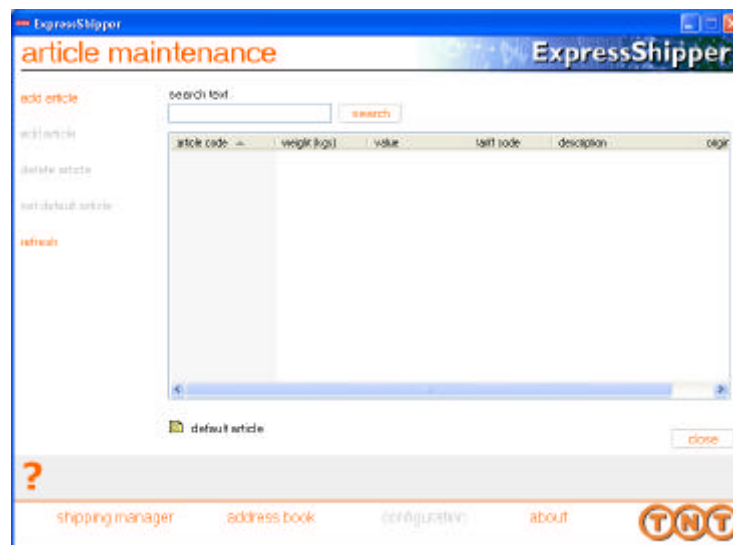 ExpressShipper
article maintenance
ExpressShipper
add article
edit article
delete article
set default article
refresh
search text
search
article code
weight (kgs)
value
tariff code
description
origin
default article
close
?
shipping manager
address book
configuration
about
TNT